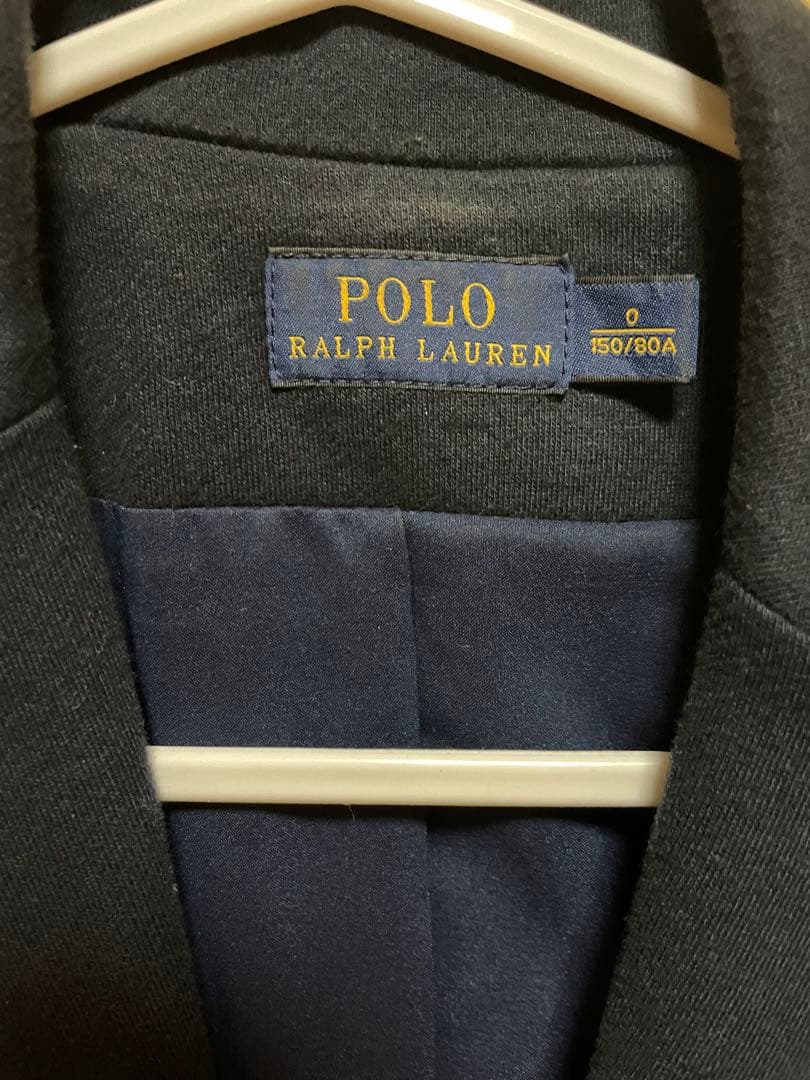 POLO
RALPH LAUREN
0
150/80A